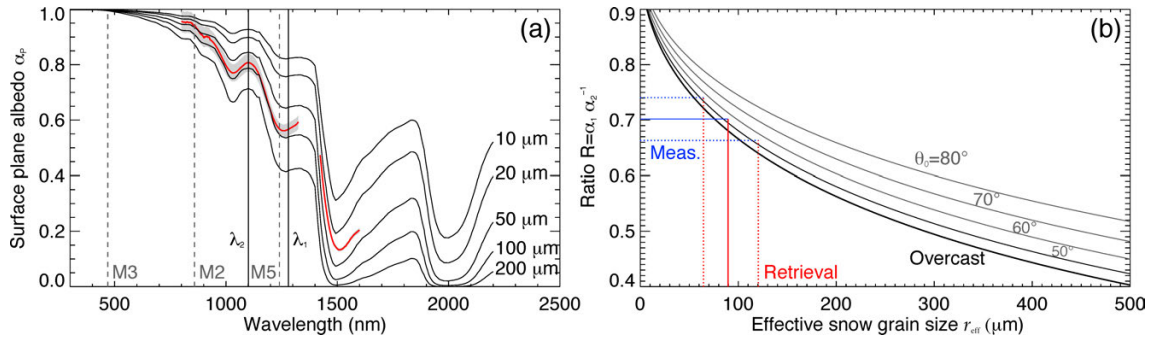 (a)
Surface plane albedo αP
1.0
0.8
0.6
0.4
0.2
0.0
10 μm
20 μm
50 μm
100 μm
200 μm
λ2
λ1
M3
M2
M5
500
1000
1500
2000
2500
Wavelength (nm)
(b)
Ratio R=α1 α2⁻¹
0.9
0.8
0.7
0.6
0.5
0.4
Meas.
θ0=80°
70°
60°
50°
Overcast
Retrieval
0
100
200
300
400
500
Effective snow grain size reff (μm)